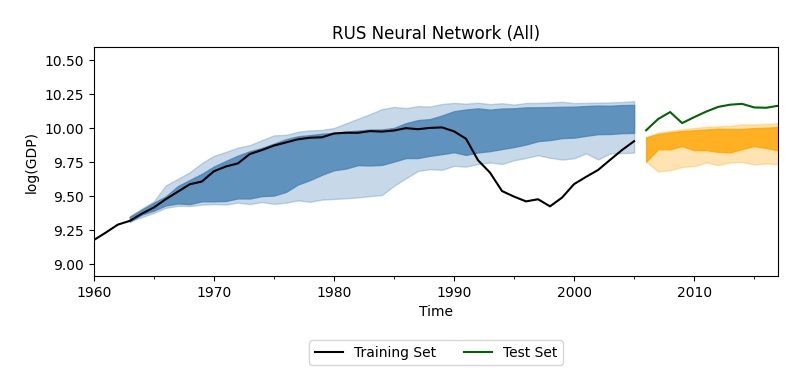 RUS Neural Network (All)
10.50
10.25
10.00
9.75
9.50
9.25
9.00
log(GDP)
1960 1970 1980 1990 2000 2010
Time
Training Set Test Set